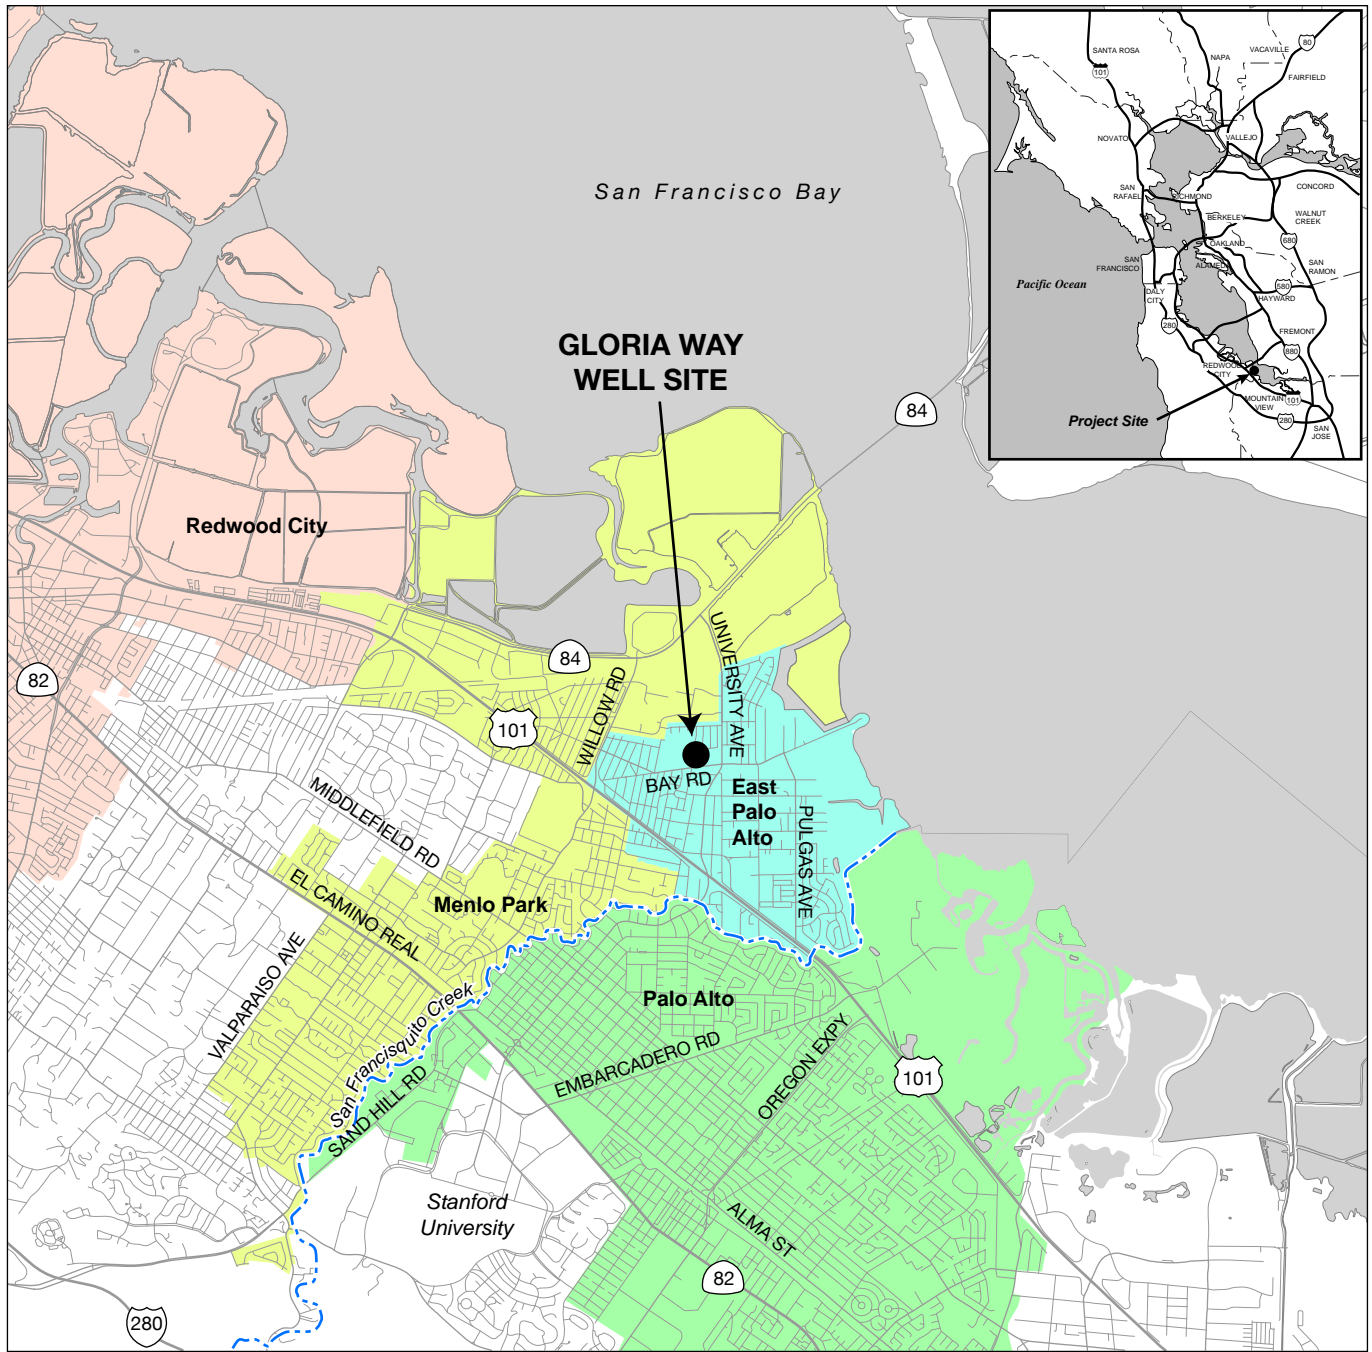 San Francisco Bay
GLORIA WAY
WELL SITE
84
Redwood City
82
84
101
WILLOW RD
UNIVERSITY AVE
BAY RD
East
Palo
Alto
PULGAS AVE
MIDDLEFIELD RD
EL CAMINO REAL
Menlo Park
VALPARAISO AVE
San Francisquito Creek
SAND HILL RD
Palo Alto
EMBARCADERO RD
OREGON EXPY
101
Stanford
University
ALMA ST
82
280
SANTA ROSA
101
NAPA
VACAVILLE
80
FAIRFIELD
NOVATO
VALLEJO
SAN
RAFAEL
RICHMOND
CONCORD
BERKELEY
WALNUT
CREEK
680
OAKLAND
SAN
FRANCISCO
ALAMEDA
SAN
RAMON
Pacific Ocean
DALY
CITY
580
HAYWARD
280
FREMONT
880
REDWOOD
CITY
MOUNTAIN
VIEW
101
280
SAN
JOSE
Project Site